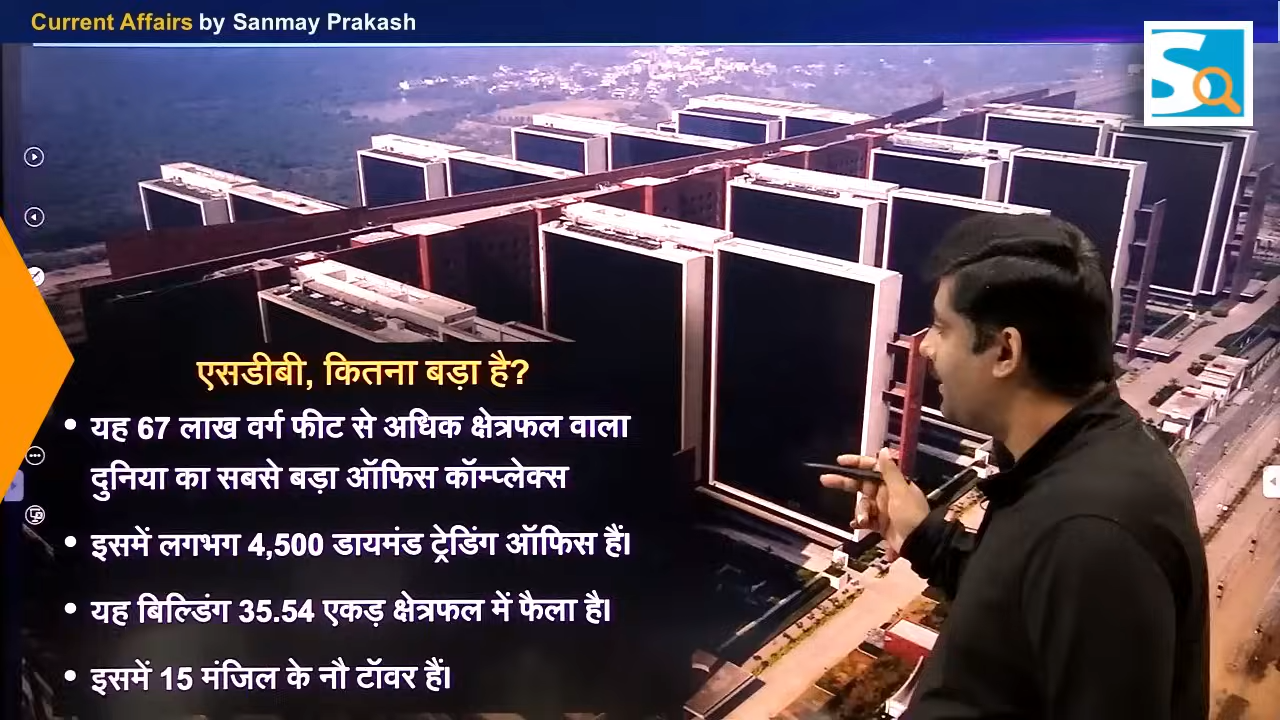 Current Affairs by Sanmay Prakash
एसडीबी, कितना बड़ा है?
• यह 67 लाख वर्ग फीट से अधिक क्षेत्रफल वाला
दुनिया का सबसे बड़ा ऑफिस कॉम्प्लेक्स
• इसमें लगभग 4,500 डायमंड ट्रेडिंग ऑफिस हैं।
• यह बिल्डिंग 35.54 एकड़ क्षेत्रफल में फैला है।
• इसमें 15 मंजिल के नौ टॉवर हैं।